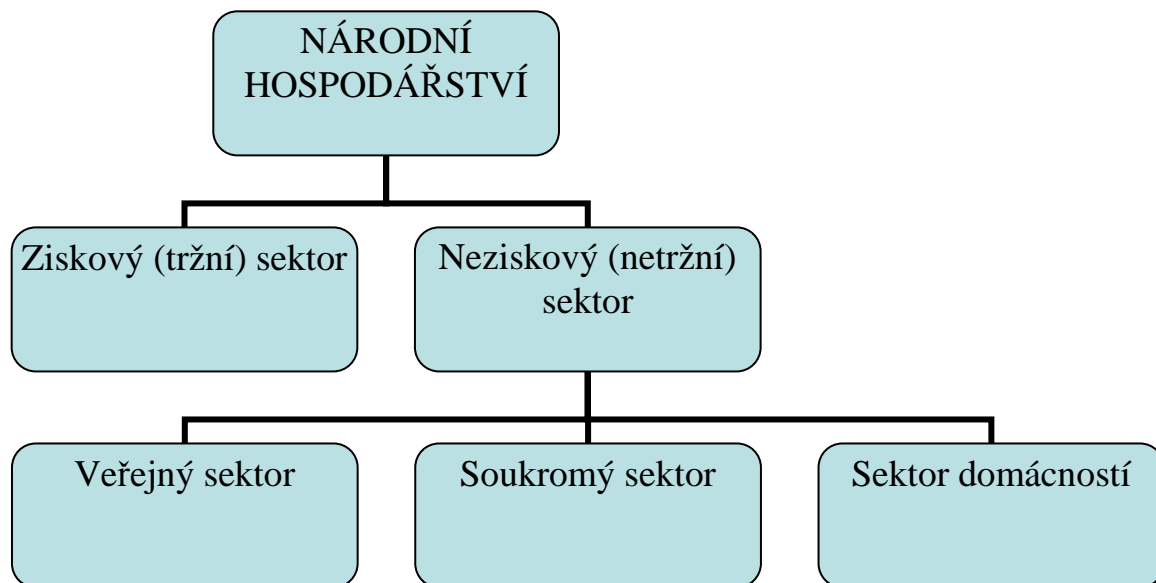 NÁRODNÍ
HOSPODÁŘSTVÍ
Ziskový (tržní) sektor
Neziskový (netržní)
sektor
Veřejný sektor
Soukromý sektor
Sektor domácností